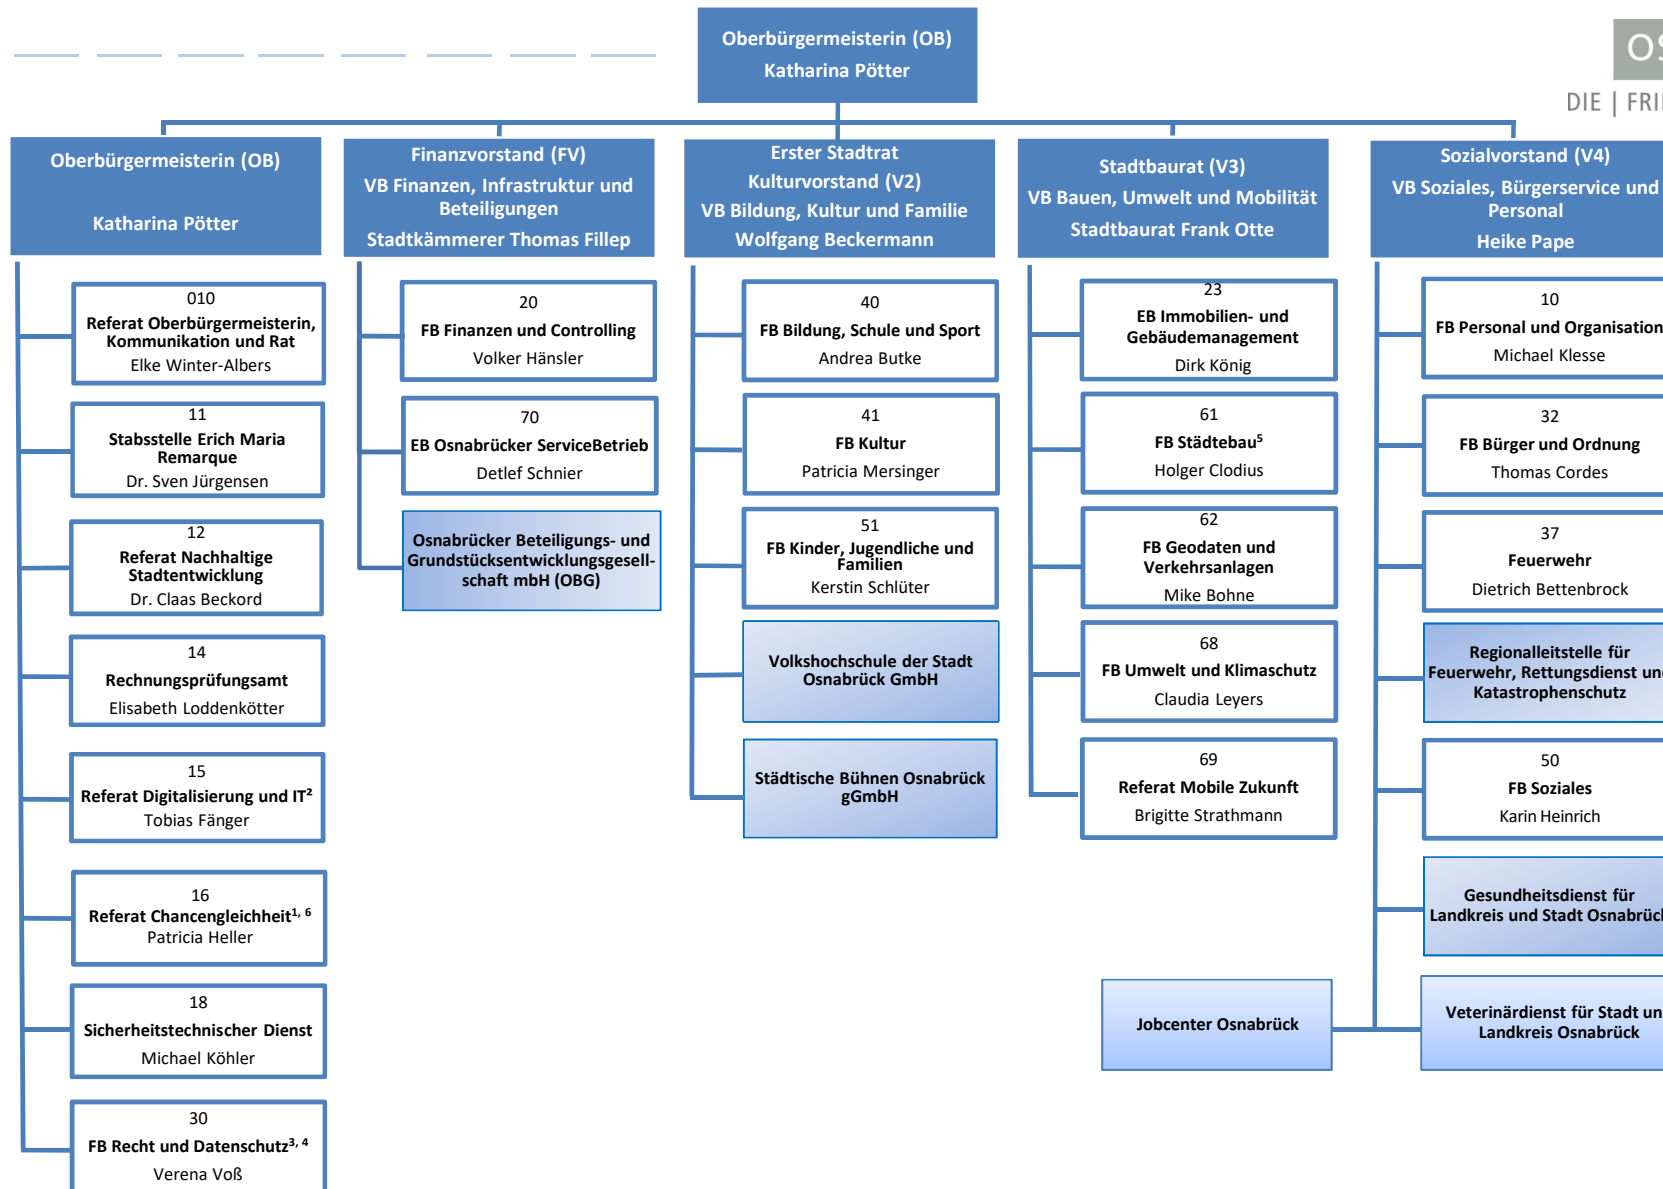 Oberbürgermeisterin (OB)
Katharina Pötter
DIE |
Oberbürgermeisterin (OB)
Katharina Pötter
Finanzvorstand (FV)
VB Finanzen, Infrastruktur und
Beteiligungen
Stadtkämmerer Thomas Fillep
Erster Stadtrat
Kulturvorstand (V2)
VB Bildung, Kultur und Familie
Wolfgang Beckermann
Stadtbaurat (V3)
VB Bauen, Umwelt und Mobilität
Stadtbaurat Frank Otte
Sozialvorstand (V4)
VB Soziales, Bürgerservice und
Personal
Heike Pape
010
Referat Oberbürgermeisterin,
Kommunikation und Rat
Elke Winter-Albers
11
Stabsstelle Erich Maria
Remarque
Dr. Sven Jürgensen
12
Referat Nachhaltige
Stadtentwicklung
Dr. Claas Beckord
14
Rechnungsprüfungsamt
Elisabeth Loddenkötter
15
Referat Digitalisierung und IT²
Tobias Fänger
16
Referat Chancengleichheit¹, ⁶
Patricia Heller
18
Sicherheitstechnischer Dienst
Michael Köhler
30
FB Recht und Datenschutz³, ⁴
Verena Voß
20
FB Finanzen und Controlling
Volker Hänsler
70
EB Osnabrücker ServiceBetrieb
Detlef Schnier
Osnabrücker Beteiligungs- und
Grundstücksentwicklungsgesell-
schaft mbH (OBG)
40
FB Bildung, Schule und Sport
Andrea Butke
41
FB Kultur
Patricia Mersinger
51
FB Kinder, Jugendliche und
Familien
Kerstin Schlüter
Volkshochschule der Stadt
Osnabrück GmbH
Städtische Bühnen Osnabrück
gGmbH
23
EB Immobilien- und
Gebäudemanagement
Dirk König
61
FB Städtebau⁵
Holger Clodius
62
FB Geodaten und
Verkehrsanlagen
Mike Bohne
68
FB Umwelt und Klimaschutz
Claudia Leyers
69
Referat Mobile Zukunft
Brigitte Strathmann
10
FB Personal und Organisation
Michael Klesse
32
FB Bürger und Ordnung
Thomas Cordes
37
Feuerwehr
Dietrich Bettenbrock
Regionalleitstelle für
Feuerwehr, Rettungsdienst und
Katastrophenschutz
50
FB Soziales
Karin Heinrich
Gesundheitsdienst für
Landkreis und Stadt Osnabrück
Jobcenter Osnabrück
Veterinärdienst für Stadt un
Landkreis Osnabrück